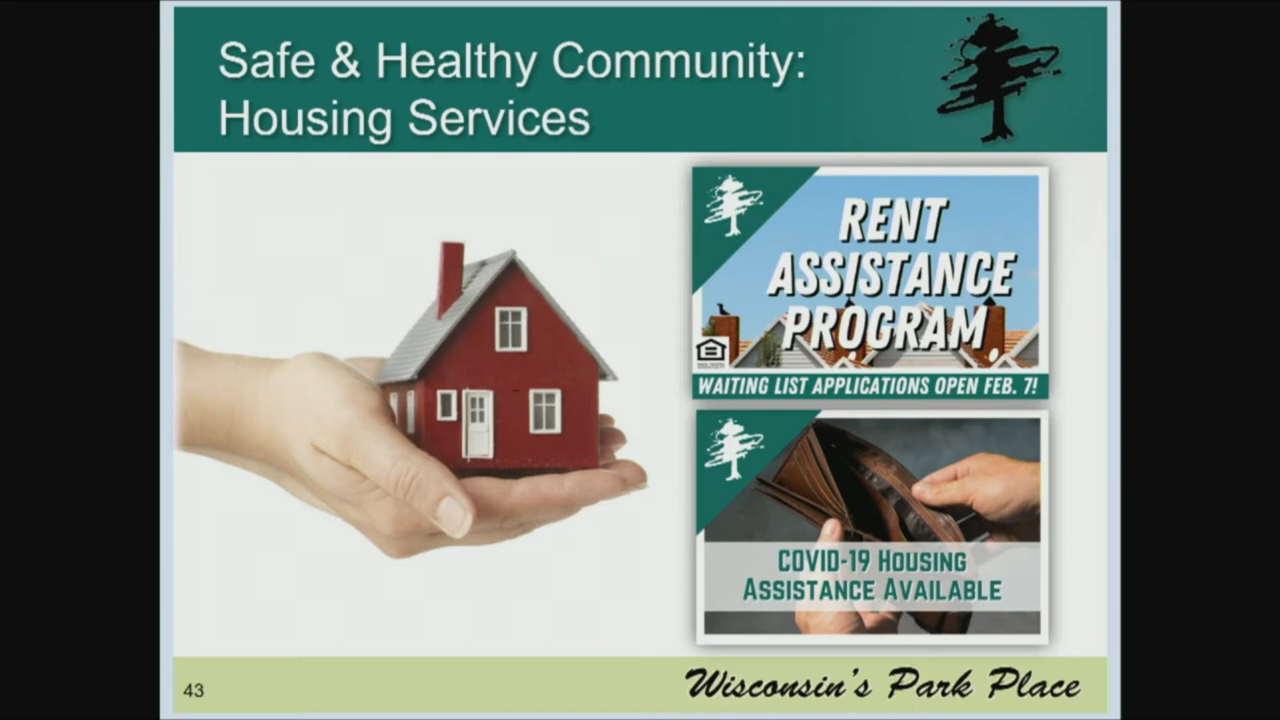 Safe & Healthy Community:
Housing Services
RENT
ASSISTANCE
PROGRAM
WAITING LIST APPLICATIONS OPEN FEB. 7!
COVID-19 HOUSING
ASSISTANCE AVAILABLE
43
Wisconsin's Park Place